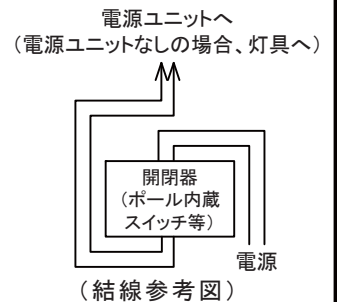 電源ユニットへ
(電源ユニットなしの場合、灯具へ)
開閉器
(ポール内蔵
スイッチ等)
電源
(結線参考図)